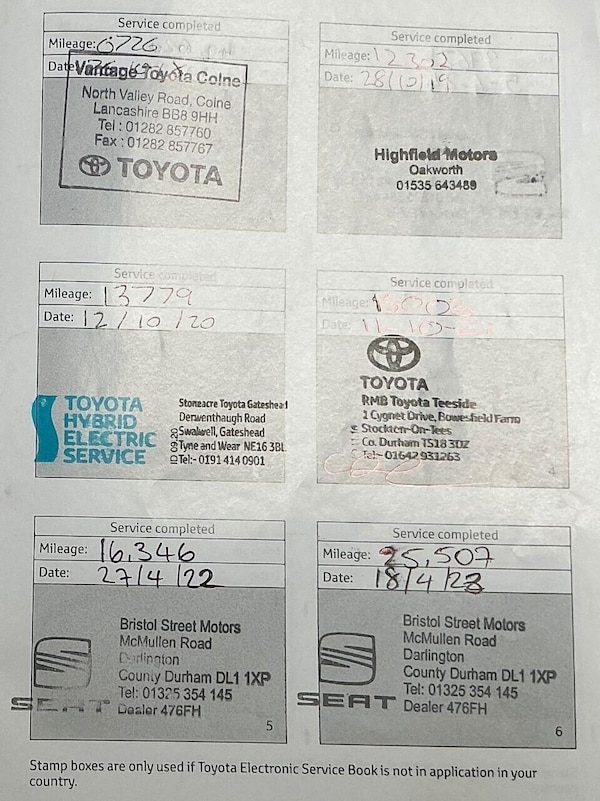 Service completed
Mileage: 6726
Date:
Vantage Toyota Colne
North Valley Road, Colne
Lancashire BB8 9HH
Tel : 01282 857760
Fax : 01282 857767
TOYOTA
Service completed
Mileage: 12302
Date: 28/10/19
Highfield Motors
Oakworth
01535 643489
Service completed
Mileage: 13779
Date: 12/10/20
TOYOTA
HYBRID
ELECTRIC
SERVICE
Stoneacre Toyota Gateshead
Derwenthaugh Road
Swalwell, Gateshead
Tyne and Wear NE16 3BL
Tel:- 0191 414 0901
Service completed
Mileage:
Date:
TOYOTA
RMB Toyota Teeside
1 Cygnet Drive, Bowesfield Farm
Stockton-On-Tees
Co. Durham TS18 3DZ
Tel:- 01642 931263
4
Service completed
Mileage: 16,346
Date: 27/4/22
Bristol Street Motors
McMullen Road
Darlington
County Durham DL1 1XP
Tel: 01325 354 145
SEAT Dealer 476FH
5
Service completed
Mileage: 25,507
Date: 18/4/23
Bristol Street Motors
McMullen Road
Darlington
County Durham DL1 1XP
Tel: 01325 354 145
SEAT Dealer 476FH
6
Stamp boxes are only used if Toyota Electronic Service Book is not in application in your
country.